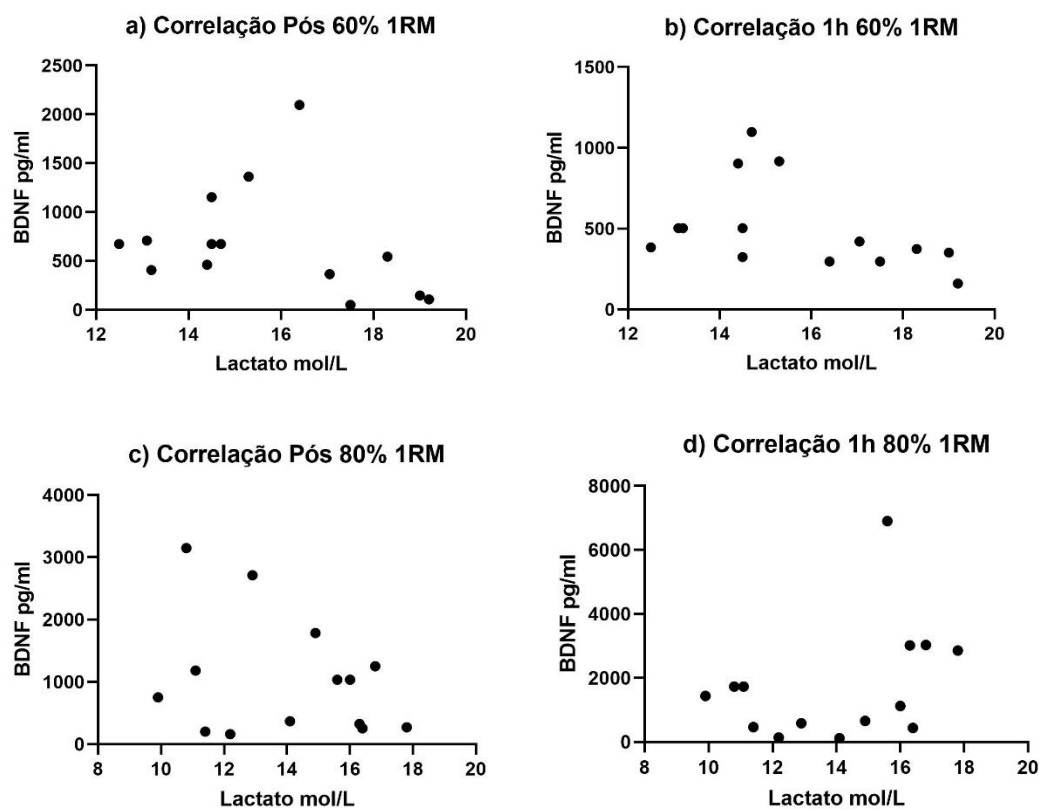 a) Correlação Pós 60% 1RM
2500
2000
1500
1000
500
0
BDNF pg/ml
12 14 16 18 20
Lactato mol/L
b) Correlação 1h 60% 1RM
1500
1000
500
0
BDNF pg/ml
12 14 16 18 20
Lactato mol/L
c) Correlação Pós 80% 1RM
4000
3000
2000
1000
0
BDNF pg/ml
8 10 12 14 16 18 20
Lactato mol/L
d) Correlação 1h 80% 1RM
8000
6000
4000
2000
0
BDNF pg/ml
8 10 12 14 16 18 20
Lactato mol/L